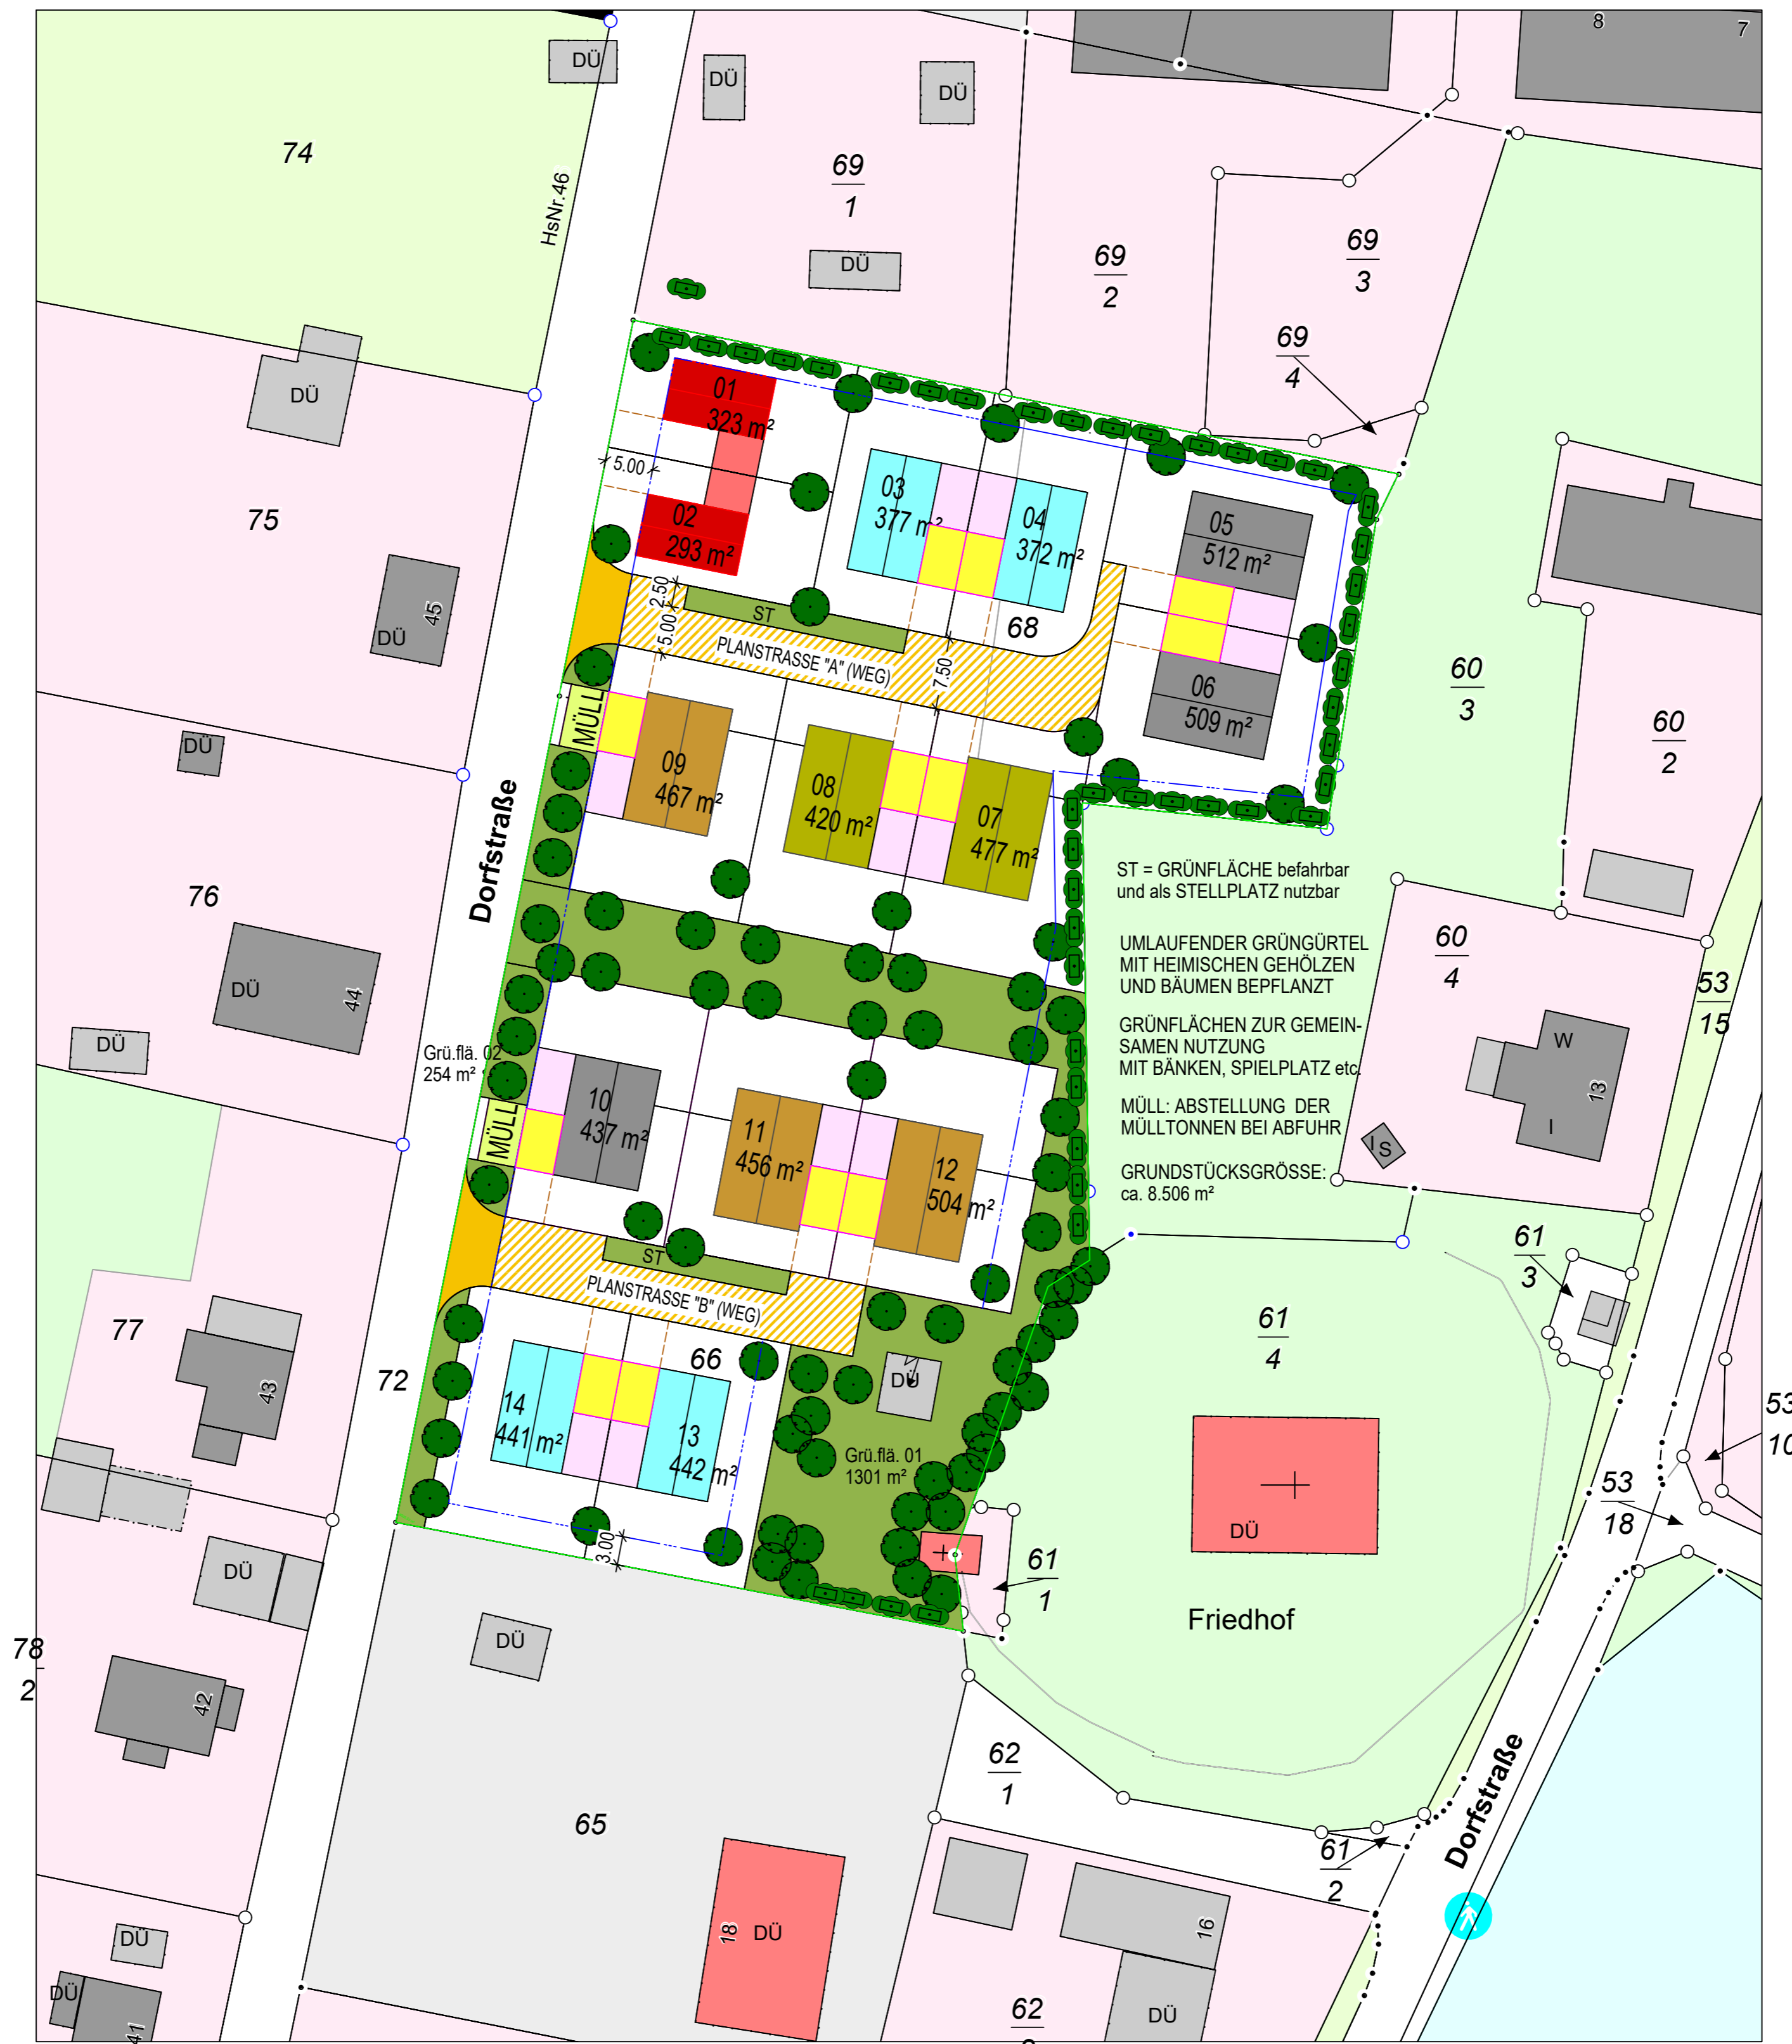 8
7
DÜ
DÜ
DÜ
74
69
1
HsNr.46
69
2
69
3
DÜ
69
4
DÜ
01
323 m²
5.00
03
377 m²
04
372 m²
05
512 m²
02
293 m²
75
45
DÜ
2.50
5.00
ST
68
PLANSTRASSE "A" (WEG)
7.50
06
509 m²
60
3
60
2
MÜLL
DÜ
09
467 m²
08
420 m²
07
477 m²
Dorfstraße
ST = GRÜNFLÄCHE befahrbar
und als STELLPLATZ nutzbar
76
UMLAUFENDER GRÜNGÜRTEL
MIT HEIMISCHEN GEHÖLZEN
UND BÄUMEN BEPFLANZT
60
4
53
15
DÜ
44
GRÜNFLÄCHEN ZUR GEMEIN-
SAMEN NUTZUNG
MIT BÄNKEN, SPIELPLATZ etc.
DÜ
Grü.flä. 02
254 m²
W
13
I
MÜLL: ABSTELLUNG DER
MÜLLTONNEN BEI ABFUHR
I S
MÜLL
10
437 m²
11
456 m²
12
504 m²
GRUNDSTÜCKSGRÖSSE:
ca. 8.506 m²
61
3
ST
PLANSTRASSE "B" (WEG)
77
61
4
66
72
43
DÜ
14
441 m²
13
442 m²
53
10
Grü.flä. 01
1301 m²
53
18
DÜ
3.00
DÜ
61
1
Friedhof
DÜ
78
2
42
62
1
Dorfstraße
65
61
2
18
DÜ
16
DÜ
DÜ
41
62
DÜ